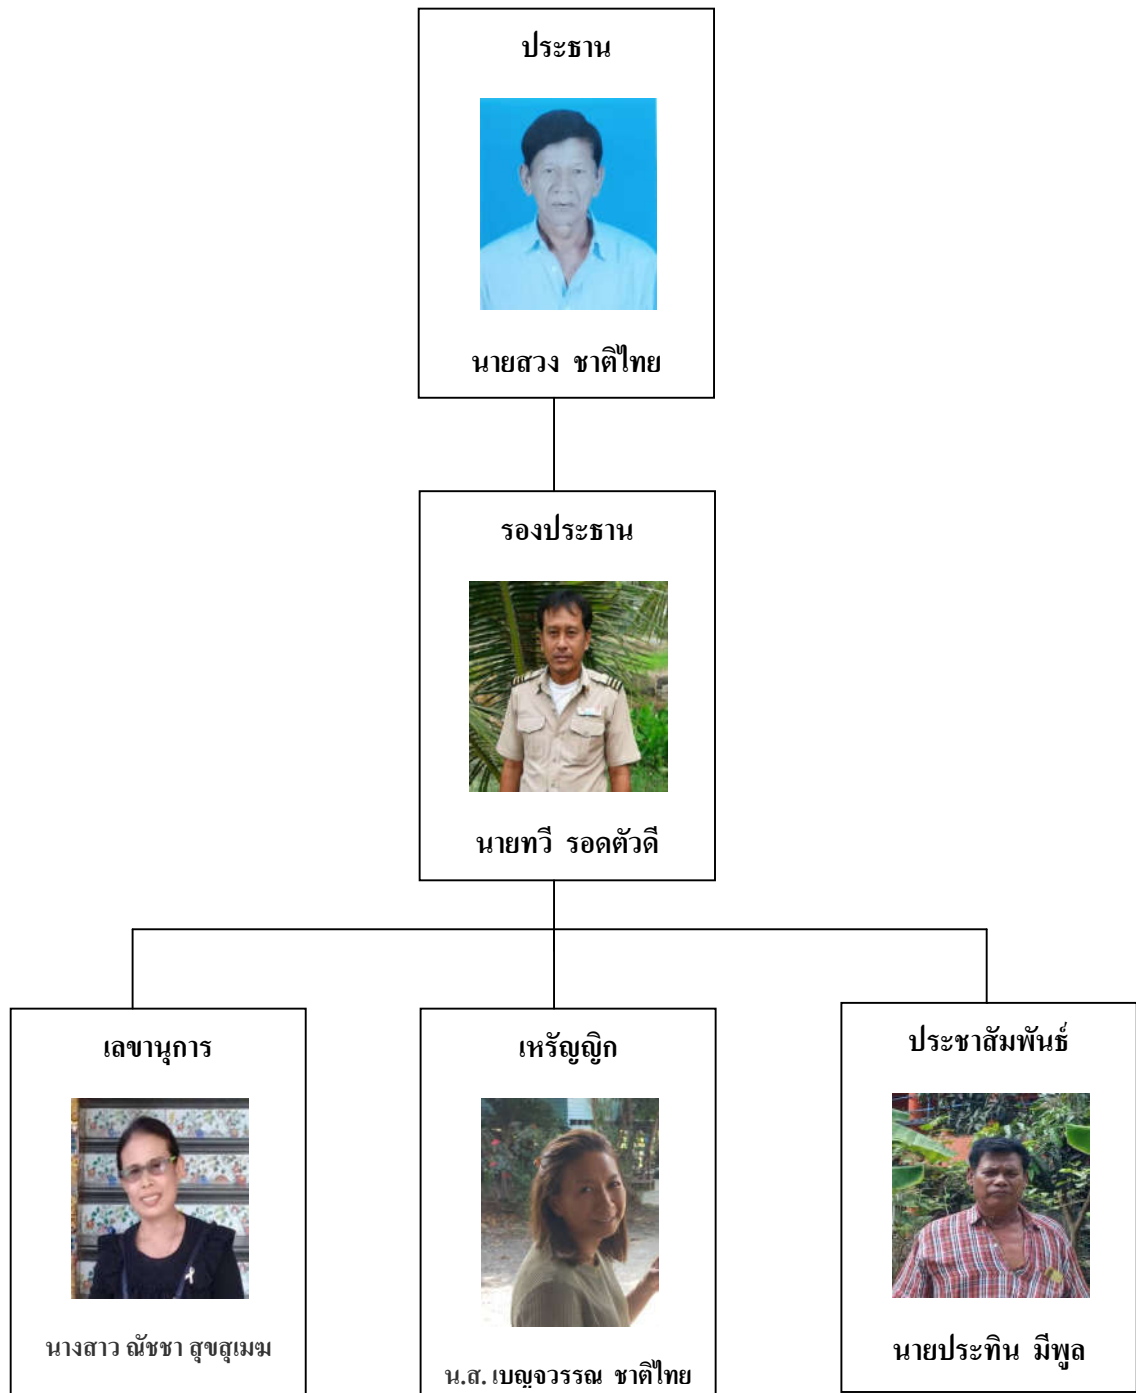 ประธาน
นายสวง ชาติไทย
รองประธาน
นายทวี รอดตัวดี
เลขานุการ
นางสาว ณัชชา สุขสุเมฆ
เหรัญญิก
น.ส. เบญจวรรณ ชาติไทย
ประชาสัมพันธ์
นายประทิน มีพูล